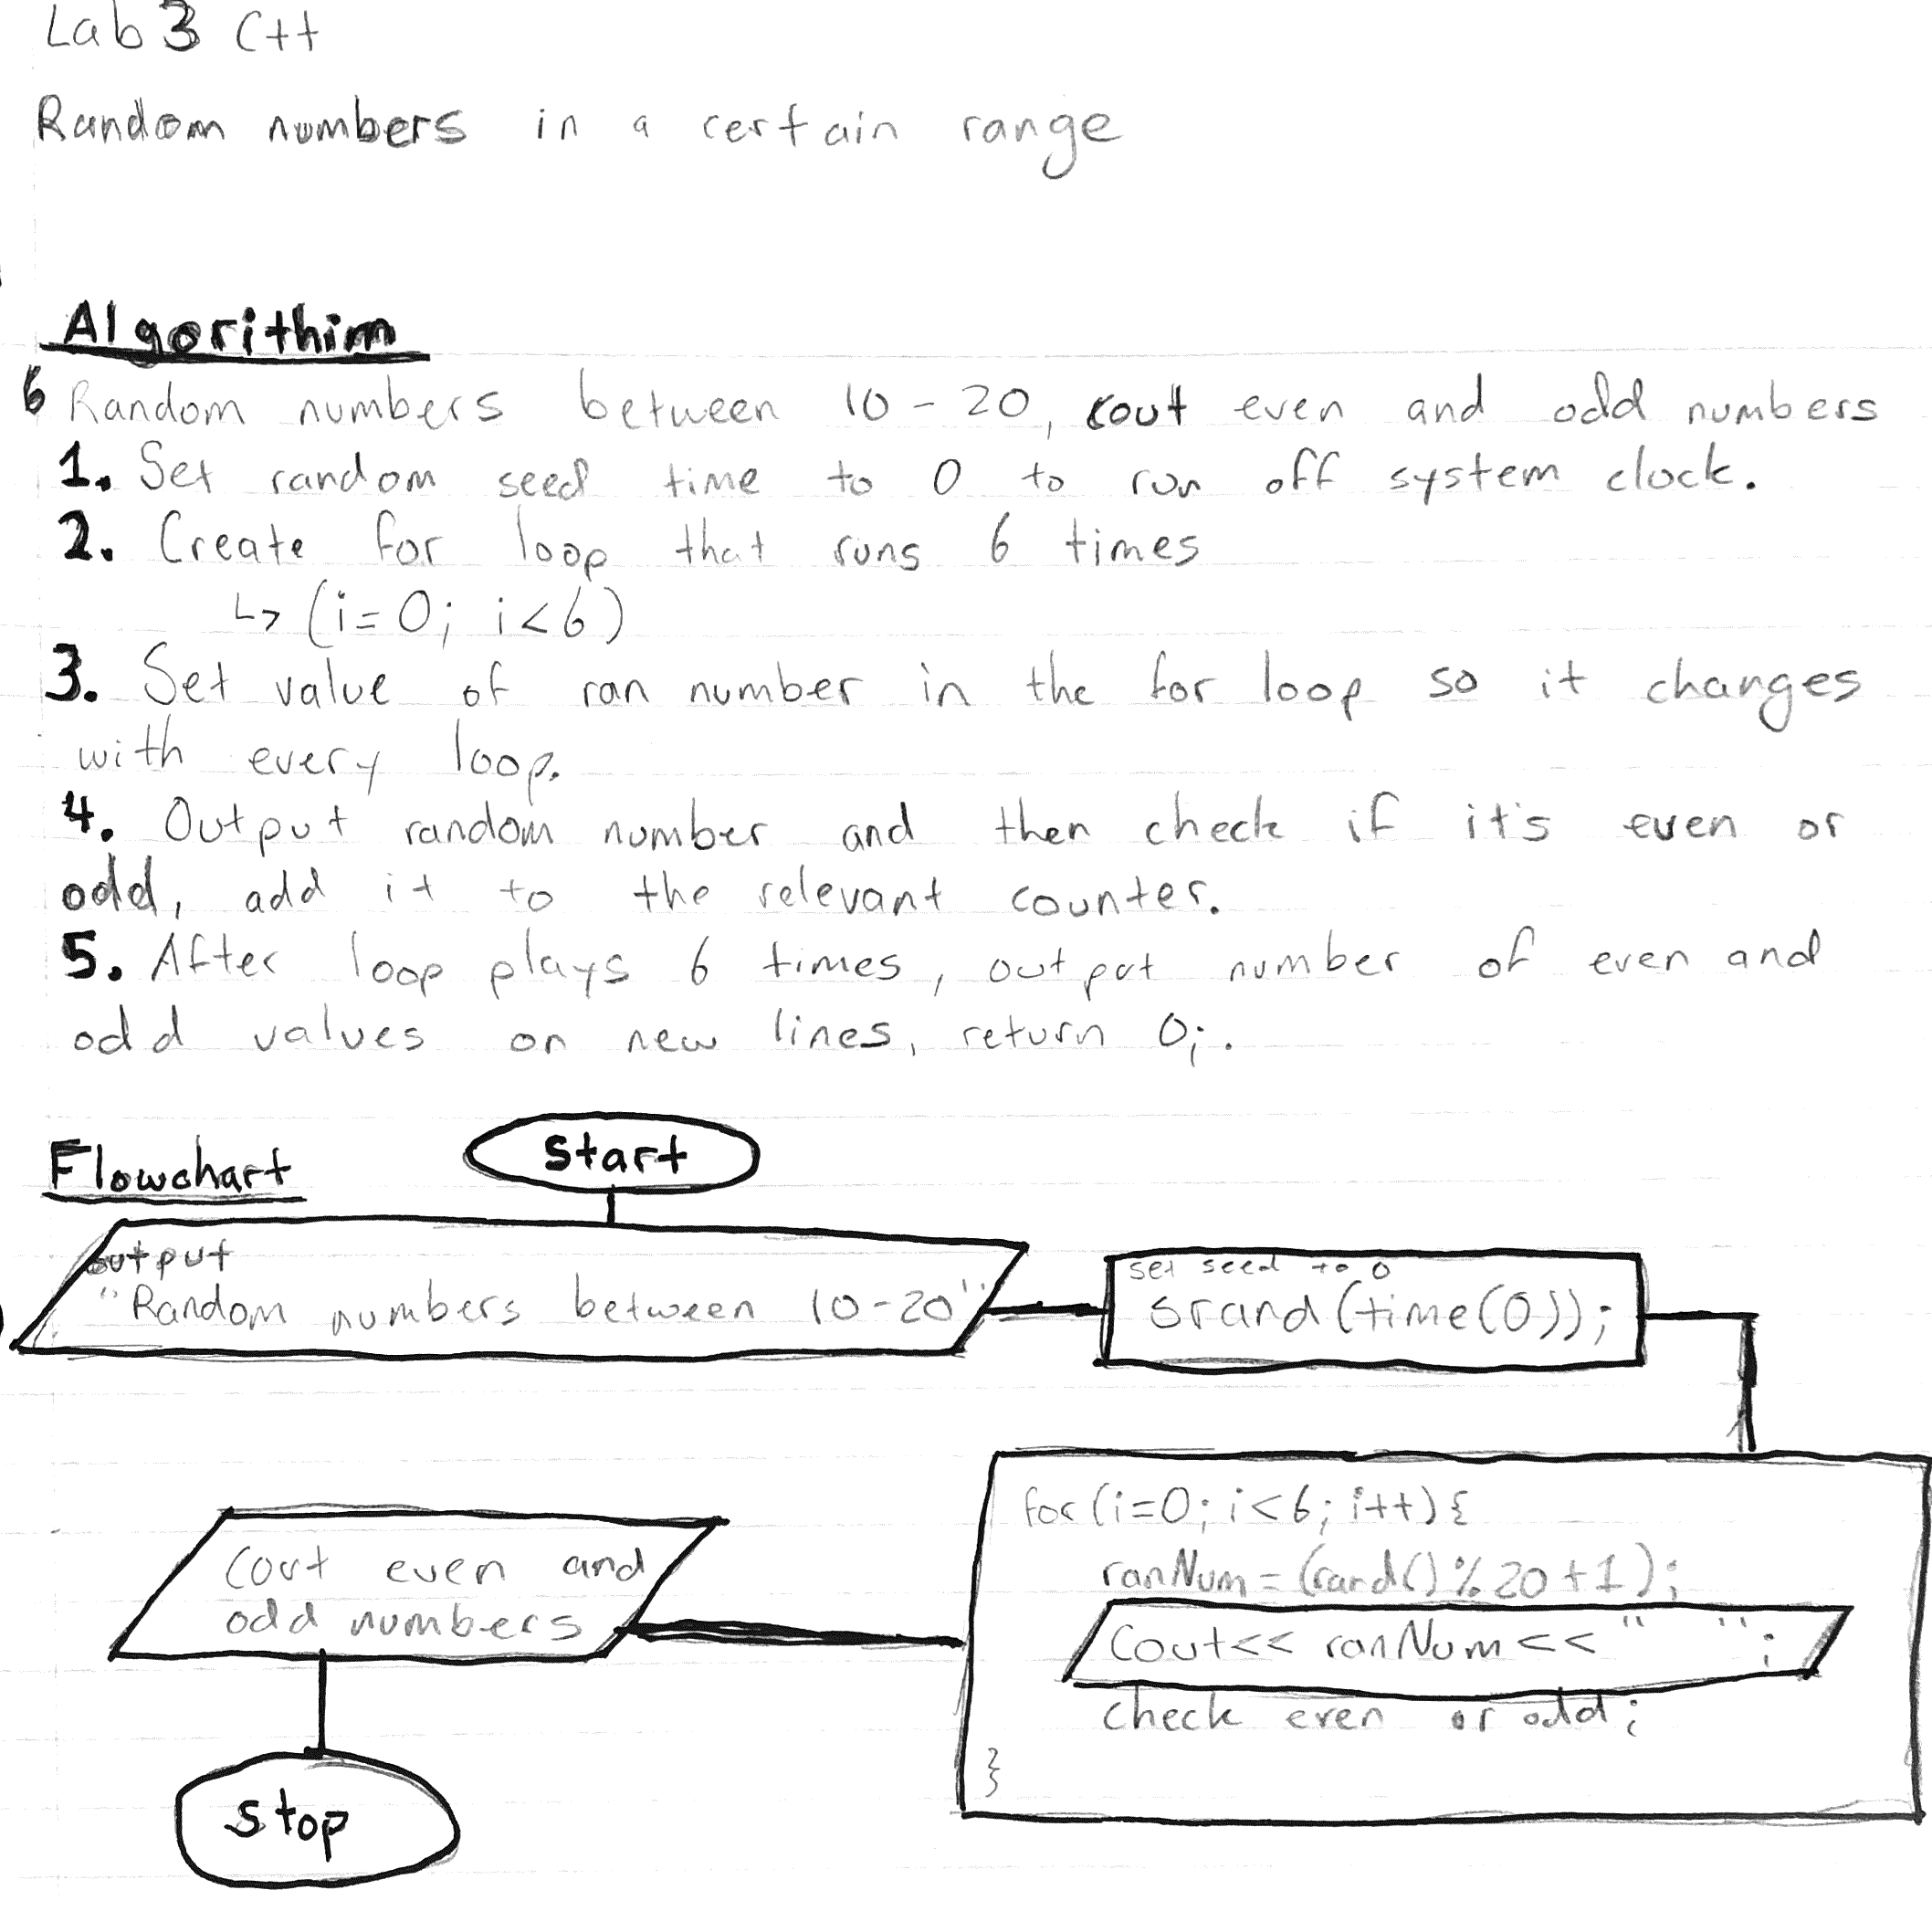 Lab 3 C++
Random numbers in a certain range
Algorithim
6 Random numbers between 10 - 20, cout even and odd numbers
1. Set random seed time to 0 to run off system clock.
2. Create for loop that runs 6 times
↳ (i=0; i<6)
3. Set value of ran number in the for loop so it changes
with every loop.
4. Output random number and then check if it's even or
odd, add it to the relevant counter.
5. After loop plays 6 times, output number of even and
odd values on new lines, return 0;.
Flowchart
Start
output
"Random numbers between 10-20"
set seed to 0
srand(time(0));
for(i=0; i<6; i++){
ranNum = (rand()%20+1);
Cout<< ranNum << " ";
check even or odd;
}
Cout even and
odd numbers
Stop